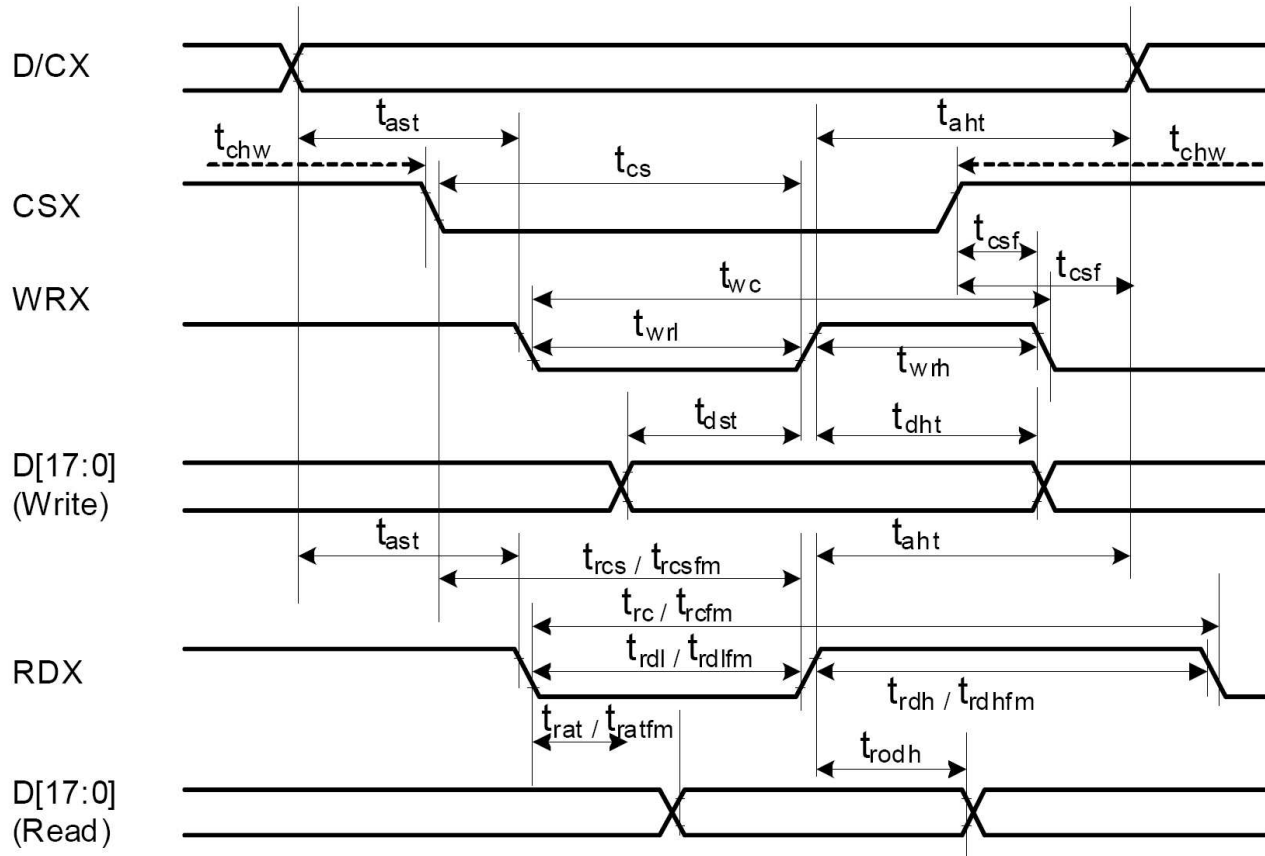 D/CX
t_ast
t_aht
t_chw
t_chw
t_cs
CSX
t_csf
t_csf
t_wc
WRX
t_wrl
t_wrh
t_dst
t_dht
D[17:0]
(Write)
t_ast
t_aht
t_rcs / t_rcsfm
t_rc / t_rcfm
t_rdl / t_rdlfm
RDX
t_rdh / t_rdhfm
t_rat / t_ratfm
t_rodh
D[17:0]
(Read)